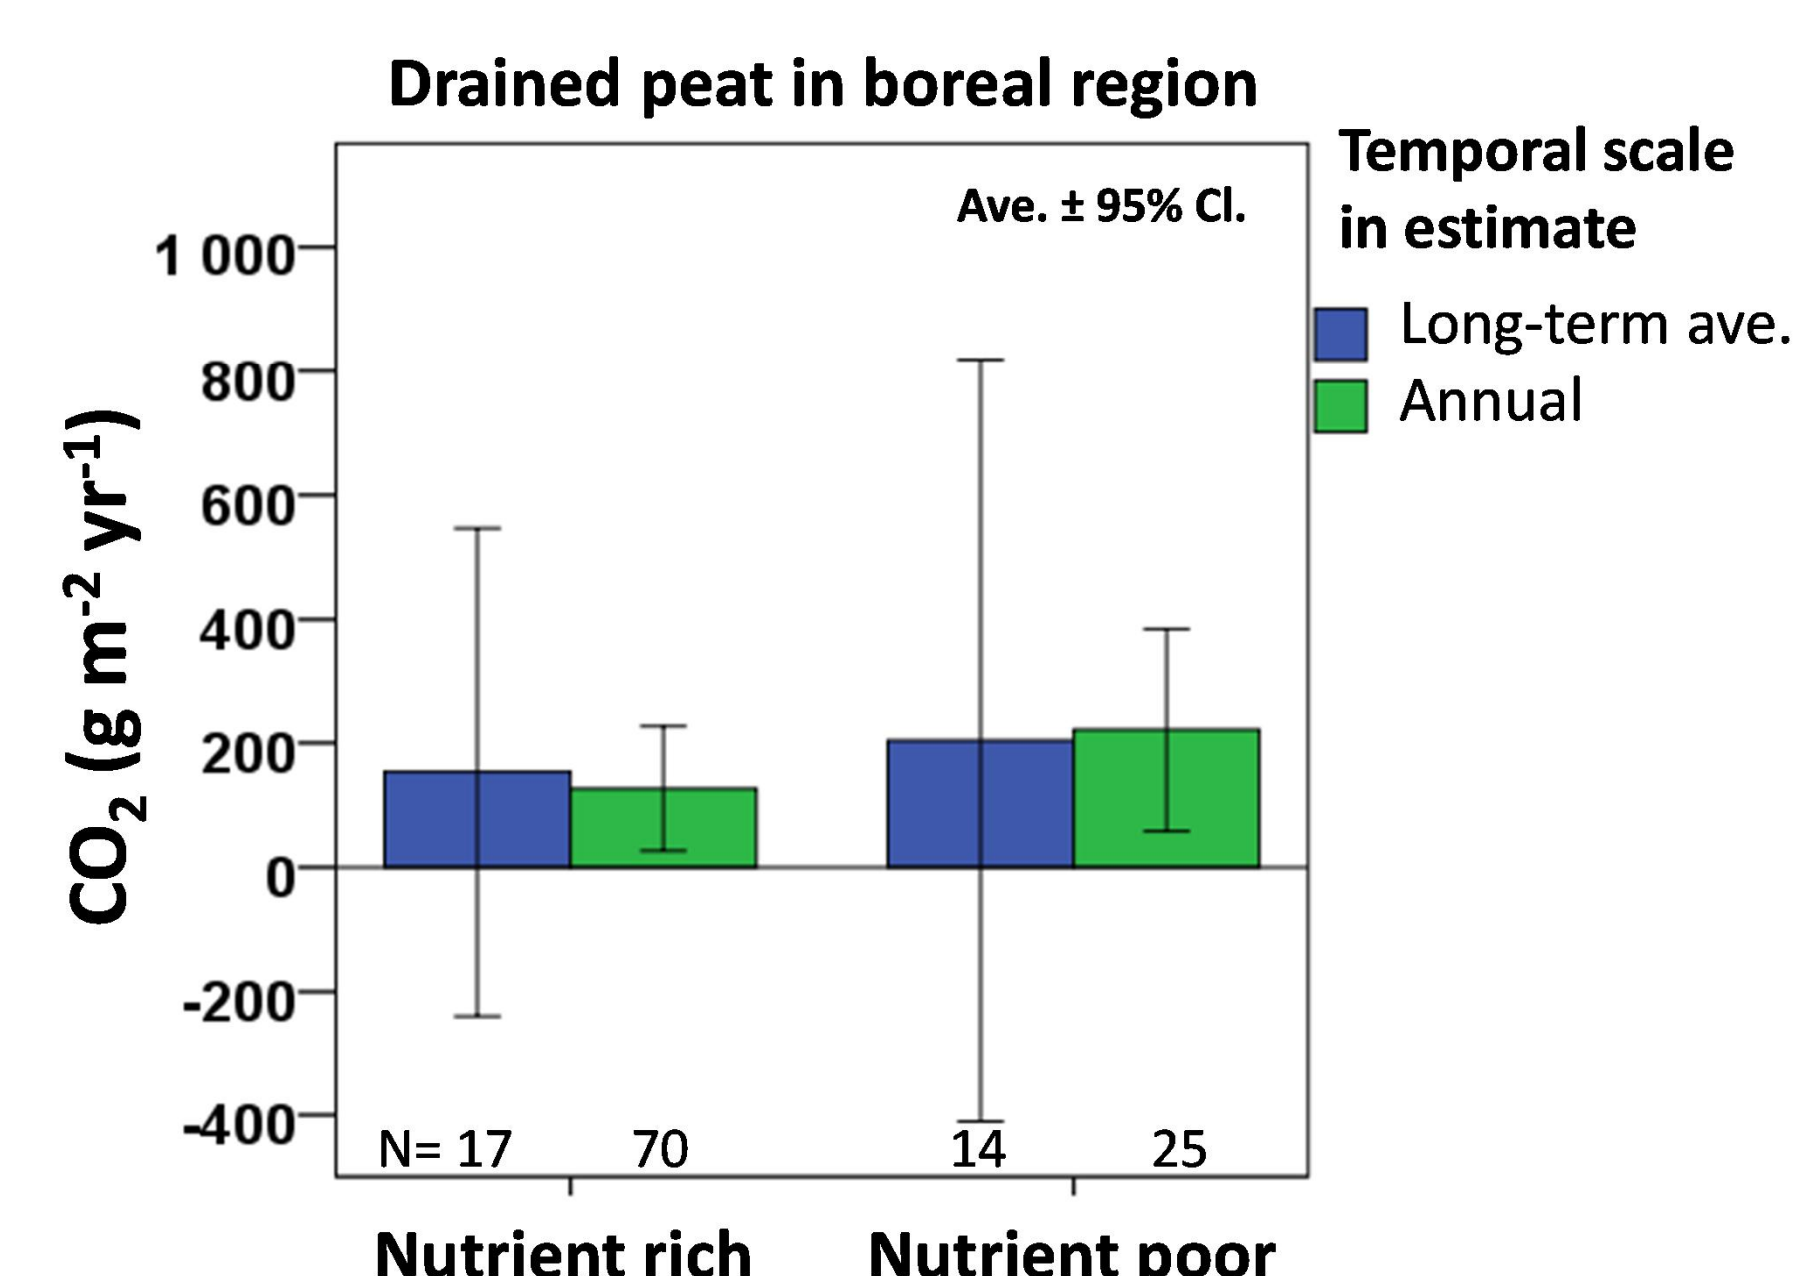 Drained peat in boreal region
Ave. ± 95% Cl.
Temporal scale
in estimate
Long-term ave.
Annual
CO₂ (g m⁻² yr⁻¹)
1 000
800
600
400
200
0
-200
-400
N= 17 70 14 25
Nutrient rich Nutrient poor